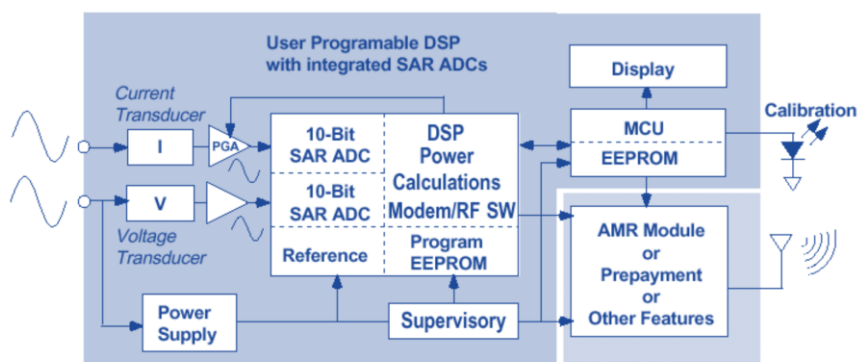 User Programable DSP
with integrated SAR ADCs
Current
Transducer
I
PGA
10-Bit
SAR ADC
10-Bit
SAR ADC
Reference
DSP
Power
Calculations
Modem/RF SW
Program
EEPROM
V
Voltage
Transducer
Power
Supply
Supervisory
Display
MCU
EEPROM
Calibration
AMR Module
or
Prepayment
or
Other Features